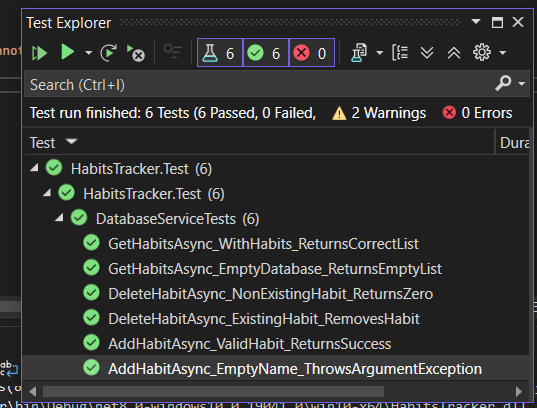 Test Explorer
6 6 0
Search (Ctrl+I)
Test run finished: 6 Tests (6 Passed, 0 Failed, 2 Warnings 0 Errors
Test Dura
HabitsTracker.Test (6)
HabitsTracker.Test (6)
DatabaseServiceTests (6)
GetHabitsAsync_WithHabits_ReturnsCorrectList
GetHabitsAsync_EmptyDatabase_ReturnsEmptyList
DeleteHabitAsync_NonExistingHabit_ReturnsZero
DeleteHabitAsync_ExistingHabit_RemovesHabit
AddHabitAsync_ValidHabit_ReturnsSuccess
AddHabitAsync_EmptyName_ThrowsArgumentException